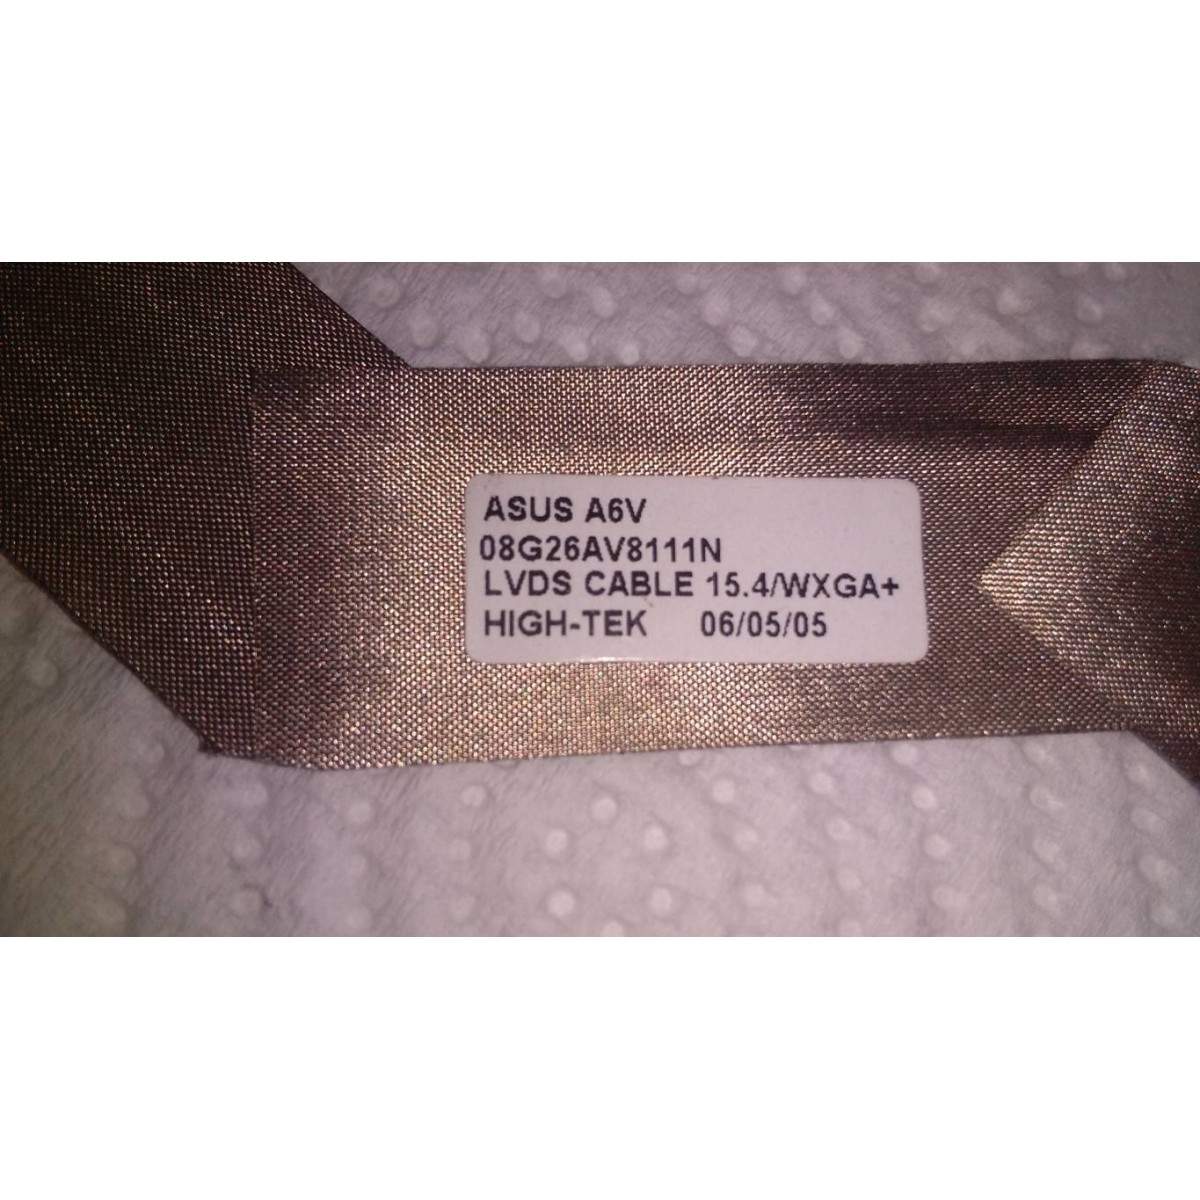 ASUS A6V
08G26AV8111N
LVDS CABLE 15.4/WXGA+
HIGH-TEK 06/05/05